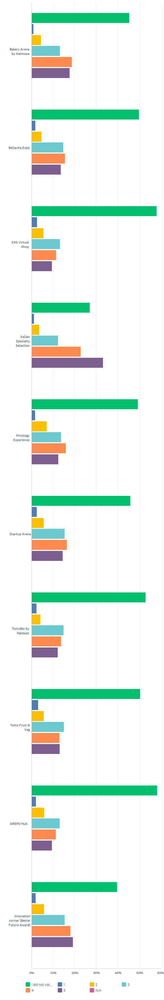 Bakery Arena
by Italmopa
Bellavita Expo
ESG Virtual
Shop
Italian
Specialty
Selection
Mixology
Experience
Startup Arena
TuttoBio by
Natexpo
Tutto Fruit &
Veg
AREPO Hub
Innovation
corner (Better
Future Award)
0% 10% 20% 30% 40% 50% 60%
I did not visi... 1 2 3
4 5 N/A